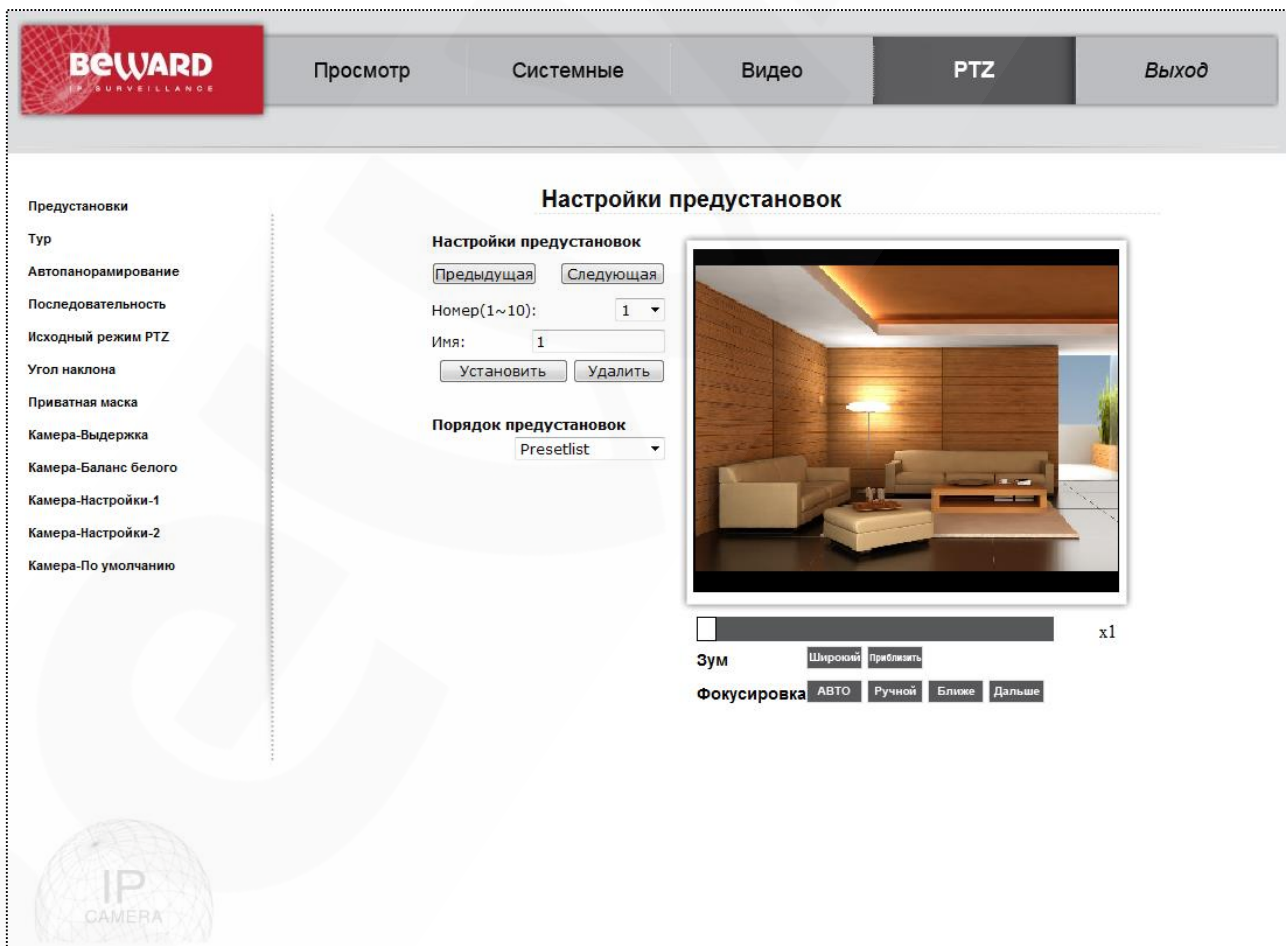 BEWARD
IP SURVEILLANCE
Просмотр
Системные
Видео
PTZ
Выход
Предустановки
Тур
Автопанорамирование
Последовательность
Исходный режим PTZ
Угол наклона
Приватная маска
Камера-Выдержка
Камера-Баланс белого
Камера-Настройки-1
Камера-Настройки-2
Камера-По умолчанию
Настройки предустановок
Настройки предустановок
Предыдущая Следующая
Номер(1~10): 1
Имя: 1
Установить Удалить
Порядок предустановок
Presetlist
x1
Зум Широкий Приблизить
Фокусировка АВТО Ручной Ближе Дальше
IP
CAMERA